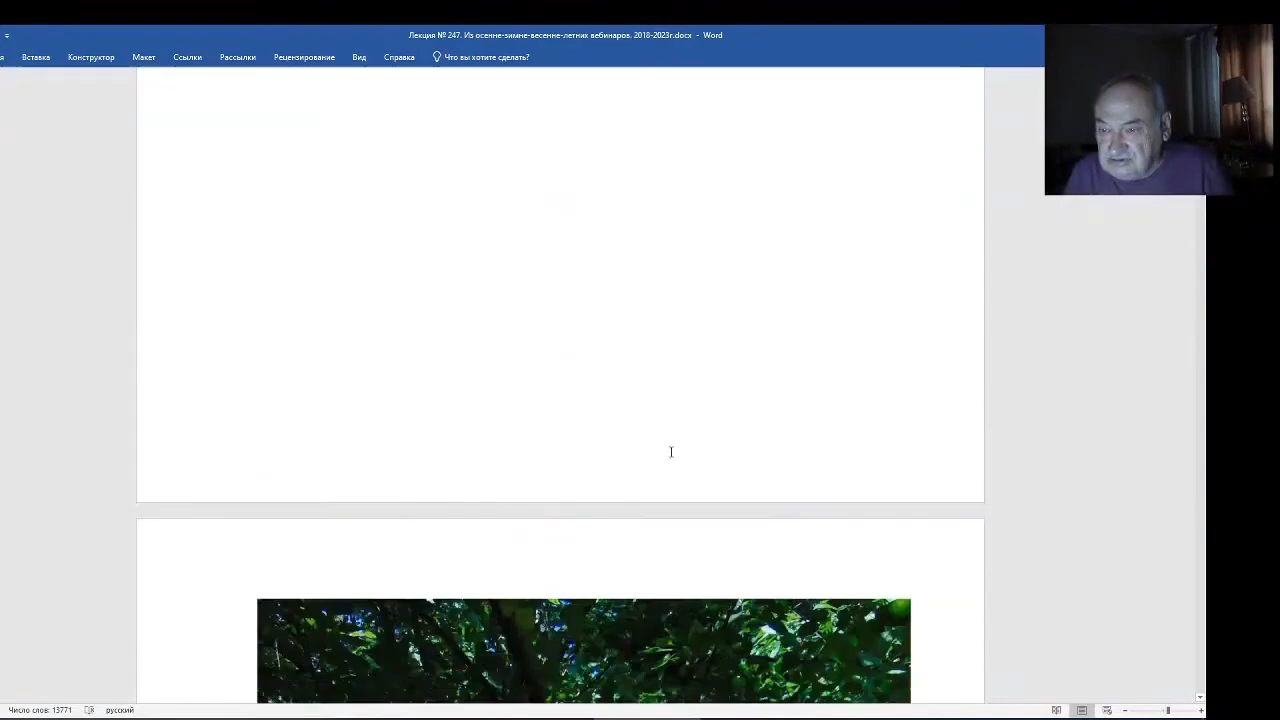 Лекция № 247. Из осенне-зимне-весенне-летних вебинаров. 2018-2023г.docx - Word
я Вставка Конструктор Макет Ссылки Рассылки Рецензирование Вид Справка Что вы хотите сделать?
Число слов: 13771 русский